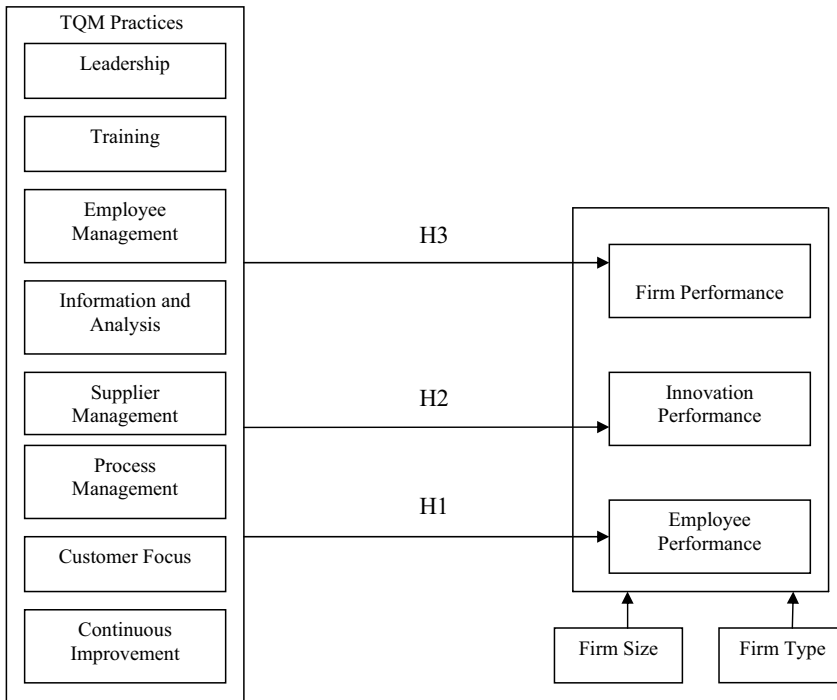 TQM Practices
Leadership
Training
Employee
Management
Information and
Analysis
Supplier
Management
Process
Management
Customer Focus
Continuous
Improvement
H3
H2
H1
Firm Performance
Innovation
Performance
Employee
Performance
Firm Size
Firm Type